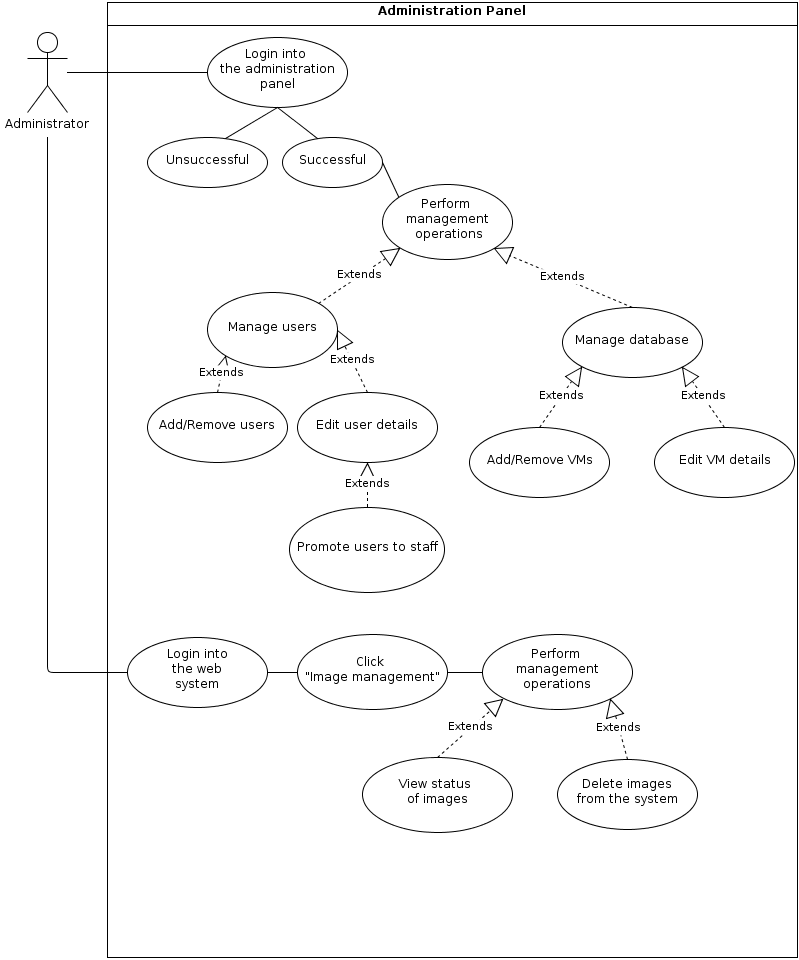 Administration Panel
Administrator
Login into
the administration
panel
Unsuccessful
Successful
Perform
management
operations
Extends
Extends
Manage users
Manage database
Extends
Extends
Extends
Extends
Add/Remove users
Edit user details
Add/Remove VMs
Edit VM details
Extends
Promote users to staff
Login into
the web
system
Click
"Image management"
Perform
management
operations
Extends
Extends
View status
of images
Delete images
from the system